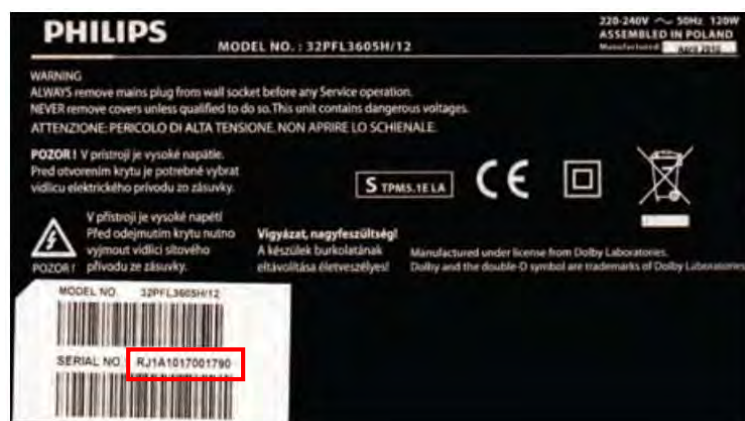 PHILIPS
MODEL NO. : 32PFL3605H/12
220-240V ~ 50Hz 120W
ASSEMBLED IN POLAND
Manufactured: April 2010
WARNING
ALWAYS remove mains plug from wall socket before any Service operation.
NEVER remove covers unless qualified to do so. This unit contains dangerous voltages.
ATTENZIONE: PERICOLO DI ALTA TENSIONE. NON APRIRE LO SCHIENALE.
POZOR ! V prístroji je vysoké napätie.
Pred otvorením krytu je potrebné vybrat
vidlicu elektrického prívodu zo zásuvky.
S TPM5.1E LA
CE
POZOR !
V přístroji je vysoké napětí
Před odejmutím krytu nutno
vyjmout vidlici síťového
přívodu ze zásuvky.
Vigyázat, nagyfeszültség!
A készülék burkolatának
eltávolítása életveszélyes!
Manufactured under license from Dolby Laboratories.
Dolby and the double-D symbol are trademarks of Dolby Laboratories
MODEL NO. 32PFL3605H/12
SERIAL NO RJ1A1017001790